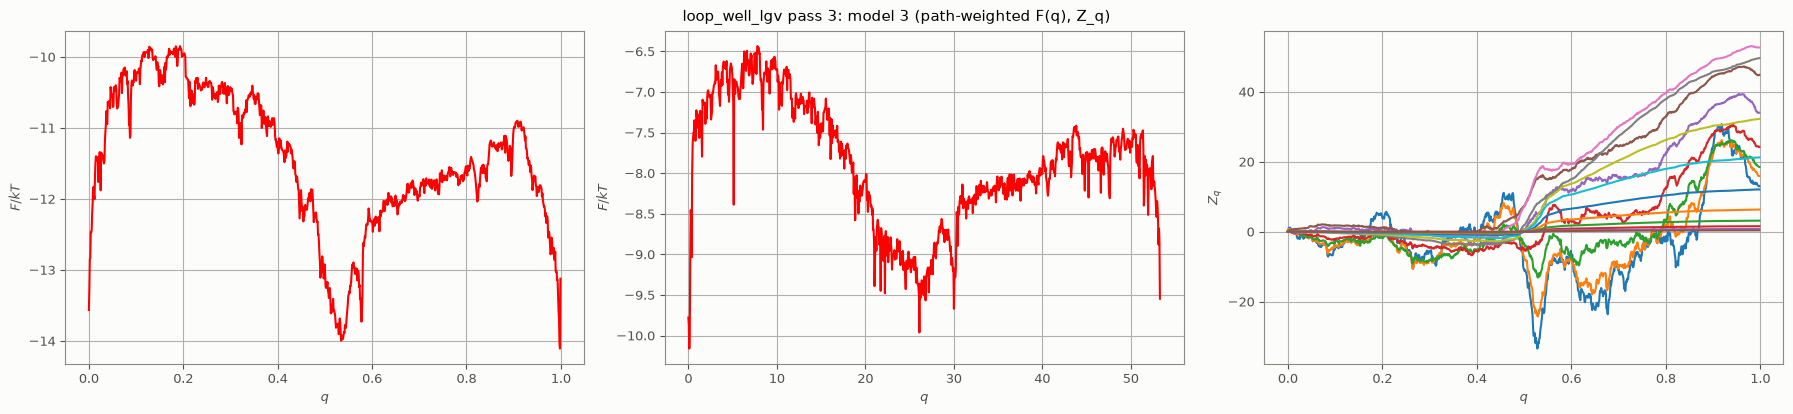 loop_well_lgv pass 3: model 3 (path-weighted F(q), Z_q)
F/kT
−10
−11
−12
−13
−14
0.0 0.2 0.4 0.6 0.8 1.0
q
F/kT
−6.5
−7.0
−7.5
−8.0
−8.5
−9.0
−9.5
−10.0
0 10 20 30 40 50
q
Z_q
40
20
0
−20
0.0 0.2 0.4 0.6 0.8 1.0
q